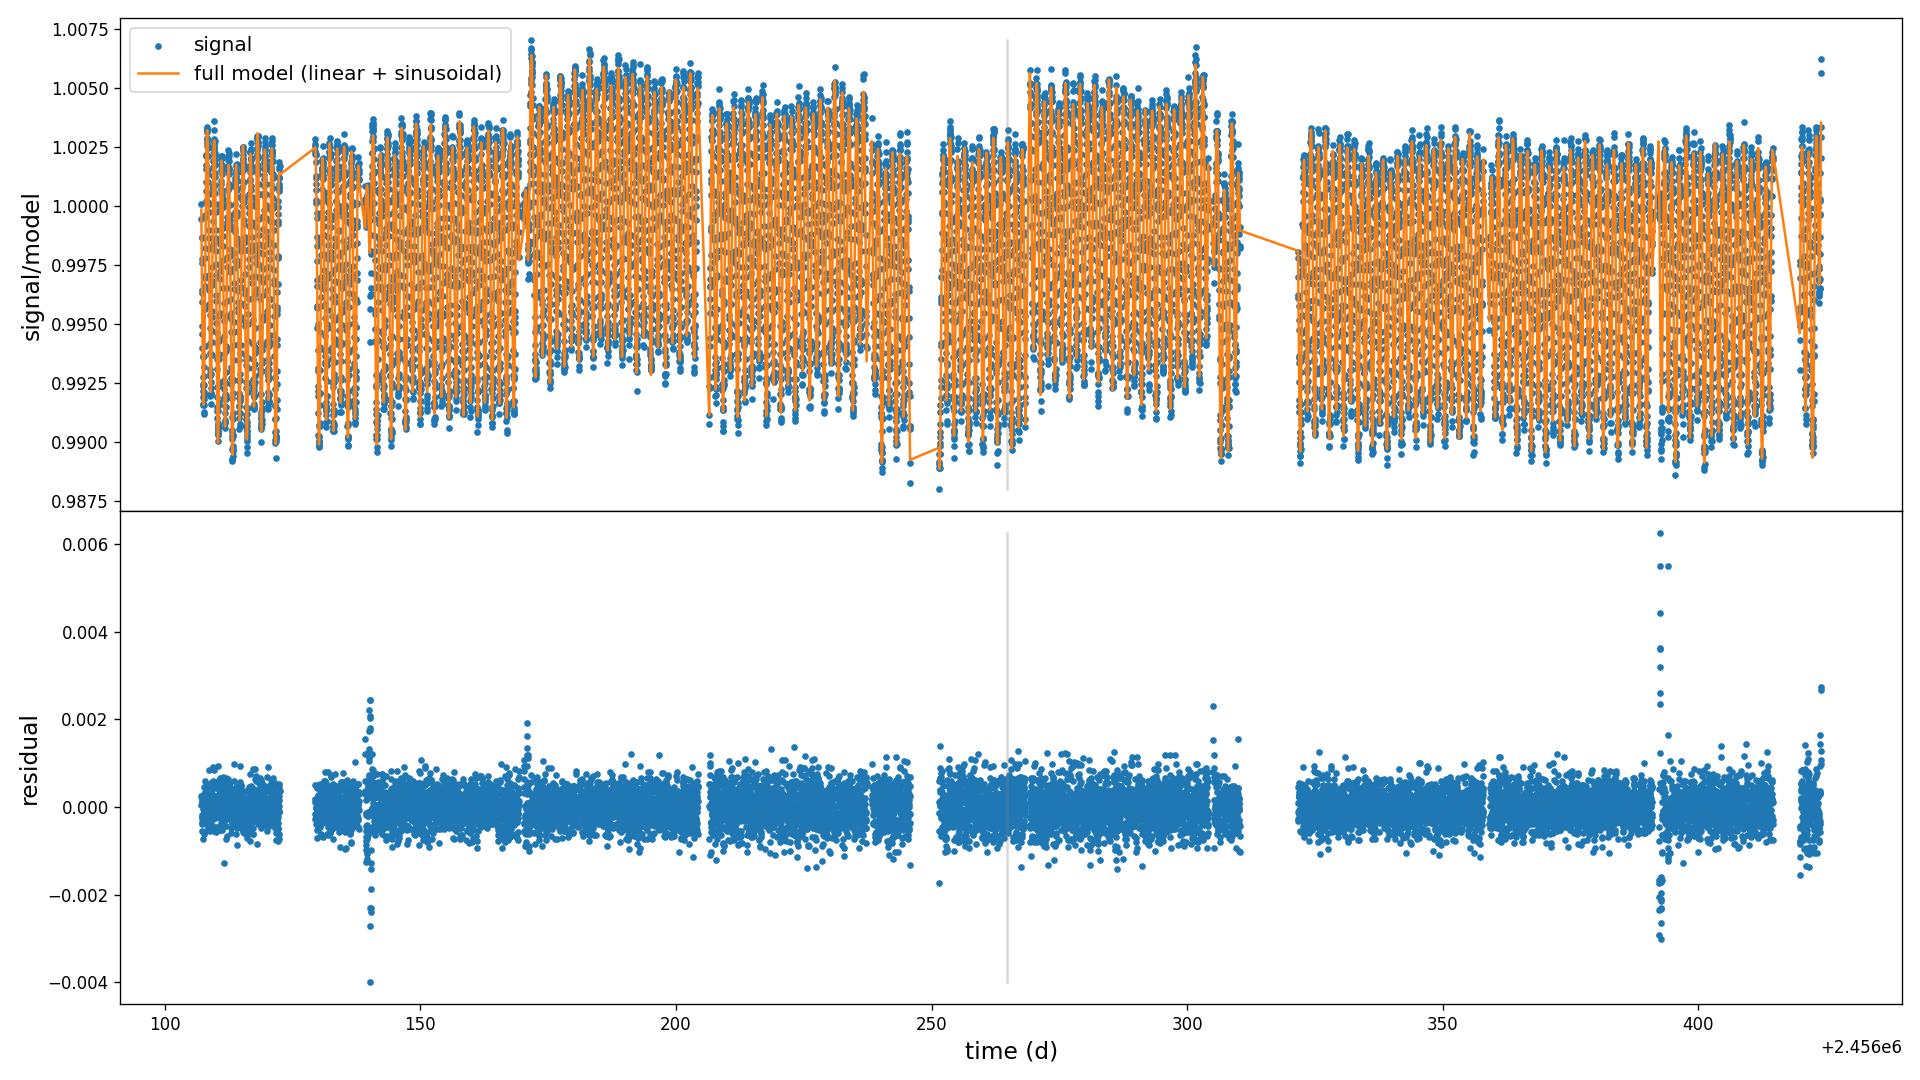 signal
full model (linear + sinusoidal)
signal/model
1.0075
1.0050
1.0025
1.0000
0.9975
0.9950
0.9925
0.9900
0.9875
residual
0.006
0.004
0.002
0.000
−0.002
−0.004
100 150 200 250 300 350 400
time (d)
+2.456e6